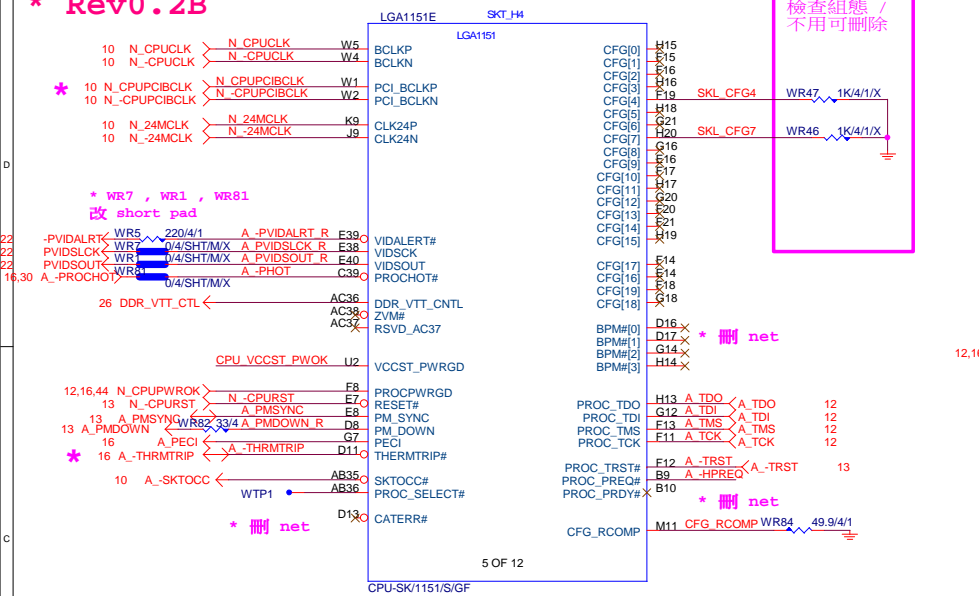 * Rev0.2B
檢查組態 /
不用可刪除
LGA1151E SKT_H4
LGA1151
10 N_CPUCLK N_CPUCLK W5 BCLKP CFG[0] H15
10 N_-CPUCLK N_-CPUCLK W4 BCLKN CFG[1] F15
CFG[2] F16
* 10 N_CPUPCIBCLK N_CPUPCIBCLK W1 PCI_BCLKP CFG[3] H16
10 N_-CPUPCIBCLK N_-CPUPCIBCLK W2 PCI_BCLKN CFG[4] F19 SKL_CFG4 WR47 1K/4/1/X
CFG[5] H18
10 N_24MCLK N_24MCLK K9 CLK24P CFG[6] G21
10 N_-24MCLK N_-24MCLK J9 CLK24N CFG[7] H20 SKL_CFG7 WR46 1K/4/1/X
CFG[8] G16
CFG[9] E16
D CFG[10] F17
CFG[11] H17
* WR7 , WR1 , WR81 CFG[12] G20
改 short pad CFG[13] F20
CFG[14] F21
22 -PVIDALRT WR5 220/4/1 A_-PVIDALRT_R E39 VIDALERT# CFG[15] H19
22 PVIDSLCK WR7 0/4/SHT/M/X A_PVIDSLCK_R E38 VIDSCK
22 PVIDSOUT WR1 0/4/SHT/M/X A_PVIDSOUT_R E40 VIDSOUT CFG[17] F14
16,30 A_-PROCHOT WR81 0/4/SHT/M/X A_-PHOT C39 PROCHOT# CFG[16] E14
CFG[19] F18
26 DDR_VTT_CTL AC36 DDR_VTT_CNTL CFG[18] G18
AC38 ZVM#
AC37 RSVD_AC37 BPM#[0] D16
BPM#[1] D17 * 刪 net
BPM#[2] G14
CPU_VCCST_PWOK U2 VCCST_PWRGD BPM#[3] H14
12,16
12,16,44 N_CPUPWROK F8 PROCPWRGD
13 N_-CPURST N_-CPURST E7 RESET# PROC_TDO H13 A_TDO A_TDO 12
13 A_PMSYNC A_PMSYNC E8 PM_SYNC PROC_TDI G12 A_TDI A_TDI 12
13 A_PMDOWN WR82 33/4 A_PMDOWN_R D8 PM_DOWN PROC_TMS F13 A_TMS A_TMS 12
16 A_PECI G7 PECI PROC_TCK F11 A_TCK A_TCK 12
* 16 A_-THRMTRIP A_-THRMTRIP D11 THERMTRIP#
PROC_TRST# F12 A_-TRST A_-TRST 13
10 A_-SKTOCC AB35 SKTOCC# PROC_PREQ# B9 A_-HPREQ
WTP1 AB36 PROC_SELECT# PROC_PRDY# B10
* 刪 net
* 刪 net D13 CATERR#
C CFG_RCOMP M11 CFG_RCOMP WR84 49.9/4/1
5 OF 12
CPU-SK/1151/S/GF